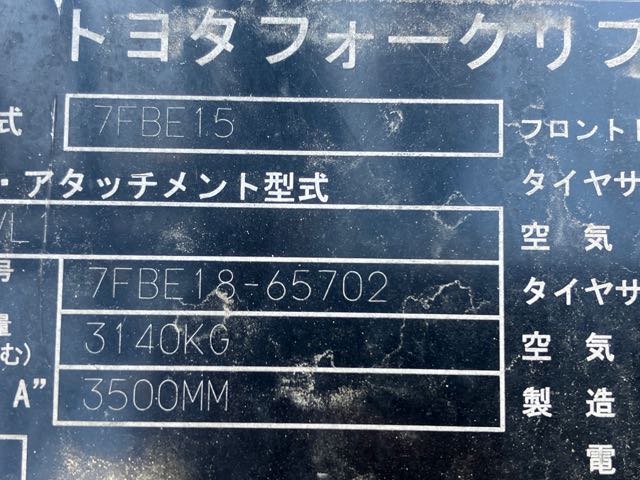 トヨタフォークリフ
式 7FBE15 フロント
・アタッチメント型式 タイヤサ
/L 空 気
号 7FBE18-65702 タイヤサ
量 3140KG 空 気
む)
A” 3500MM 製 造
電